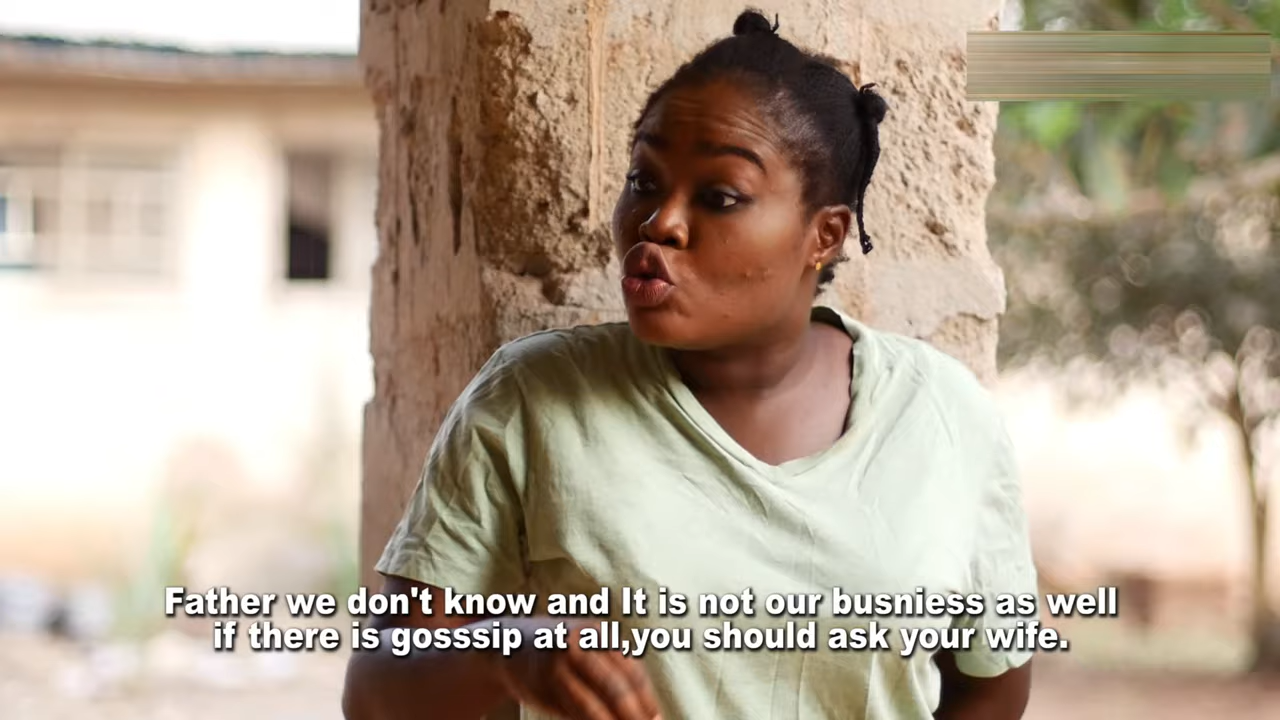 Father we don't know and It is not our busniess as well
if there is gosssip at all,you should ask your wife.